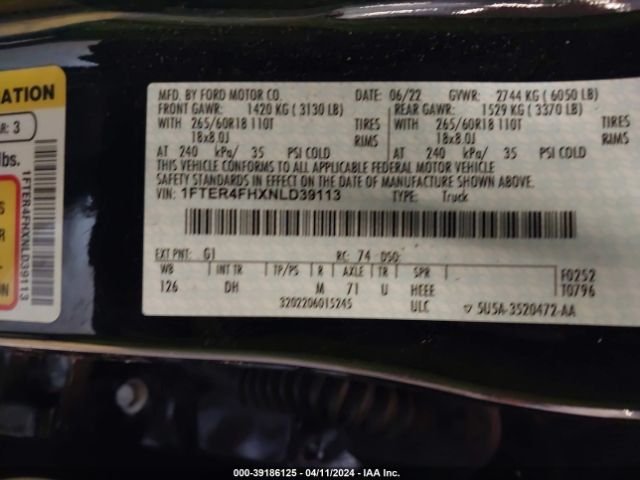 ATION
AR: 3
lbs.
S
R
L
1FTER4FHXNLD39113
MFD. BY FORD MOTOR CO. DATE: 06/22 GVWR: 2744 KG (6050 LB)
FRONT GAWR: 1420 KG (3130 LB) REAR GAWR: 1529 KG (3370 LB)
WITH 265/60R18 110T TIRES WITH 265/60R18 110T TIRES
18x8.0J RIMS 18x8.0J RIMS
AT 240 kPa/ 35 PSI COLD AT 240 kPa/ 35 PSI COLD
THIS VEHICLE CONFORMS TO ALL APPLICABLE FEDERAL MOTOR VEHICLE
SAFETY STANDARDS IN EFFECT ON THE DATE OF MANUFACTURE SHOWN ABOVE.
VIN: 1FTER4FHXNLD39113 TYPE: Truck
EXT PNT: G1 RC: 74 DSO:
WB INT TR TP/PS R AXLE TR SPR F0252
126 DH M 71 U HEEE T0796
3202206015245 ULC ▽ 5U5A-3520472-AA
000-39186125 - 04/11/2024 - IAA Inc.